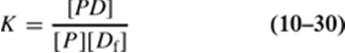 K = [PD] / [P][D_f] (10–30)